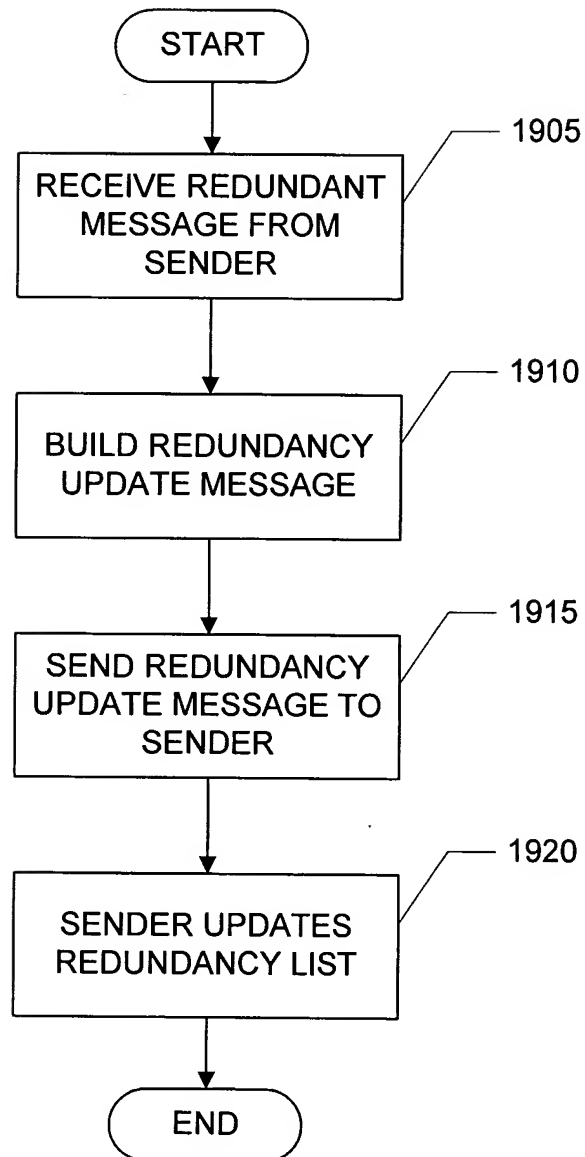 START
1905
RECEIVE REDUNDANT
MESSAGE FROM
SENDER
1910
BUILD REDUNDANCY
UPDATE MESSAGE
1915
SEND REDUNDANCY
UPDATE MESSAGE TO
SENDER
1920
SENDER UPDATES
REDUNDANCY LIST
END